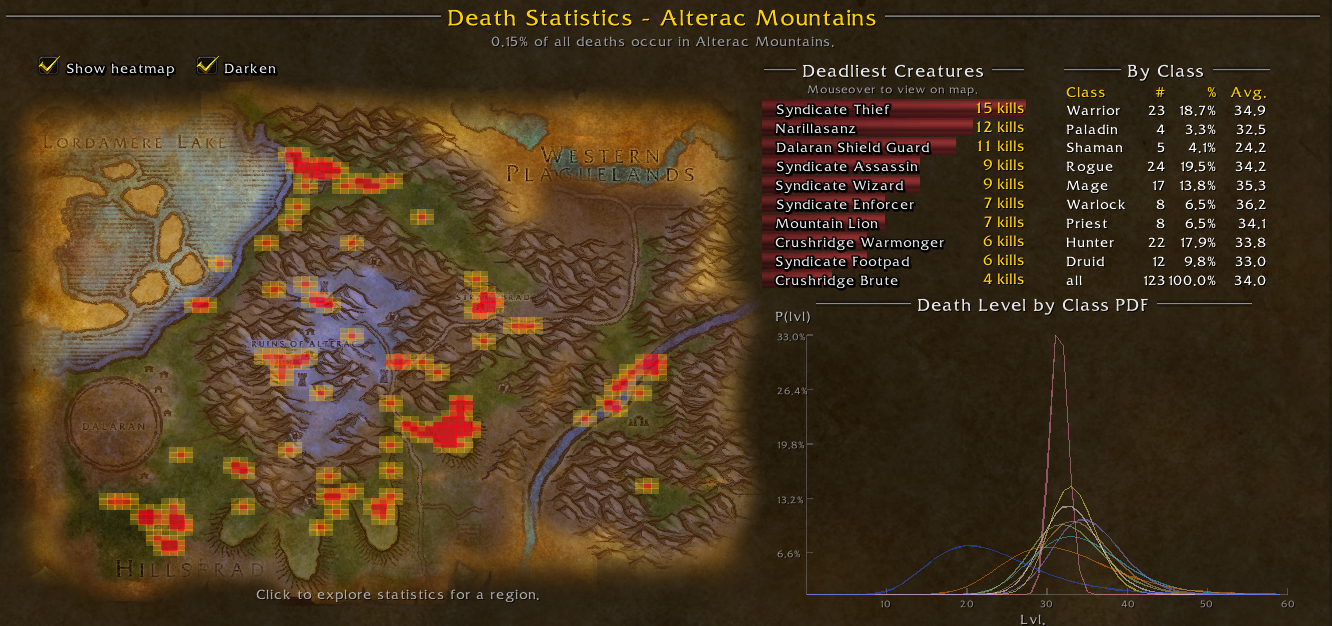 Death Statistics - Alterac Mountains
0,15% of all deaths occur in Alterac Mountains.
Show heatmap
Darken
LORDAMERE LAKE
WESTERN
PLAGUELANDS
RUINS OF ALTERAC
DALARAN
HILLSBRAD
Click to explore statistics for a region.
Deadliest Creatures
Mouseover to view on map.
Syndicate Thief 15 kills
Narillasanz 12 kills
Dalaran Shield Guard 11 kills
Syndicate Assassin 9 kills
Syndicate Wizard 9 kills
Syndicate Enforcer 7 kills
Mountain Lion 7 kills
Crushridge Warmonger 6 kills
Syndicate Footpad 6 kills
Crushridge Brute 4 kills
By Class
Class # % Avg.
Warrior 23 18,7% 34,9
Paladin 4 3,3% 32,5
Shaman 5 4,1% 24,2
Rogue 24 19,5% 34,2
Mage 17 13,8% 35,3
Warlock 8 6,5% 36,2
Priest 8 6,5% 34,1
Hunter 22 17,9% 33,8
Druid 12 9,8% 33,0
all 123 100,0% 34,0
Death Level by Class PDF
P(lvl)
33,0%
26,4%
19,8%
13,2%
6,6%
10 20 30 40 50 60
Lvl.